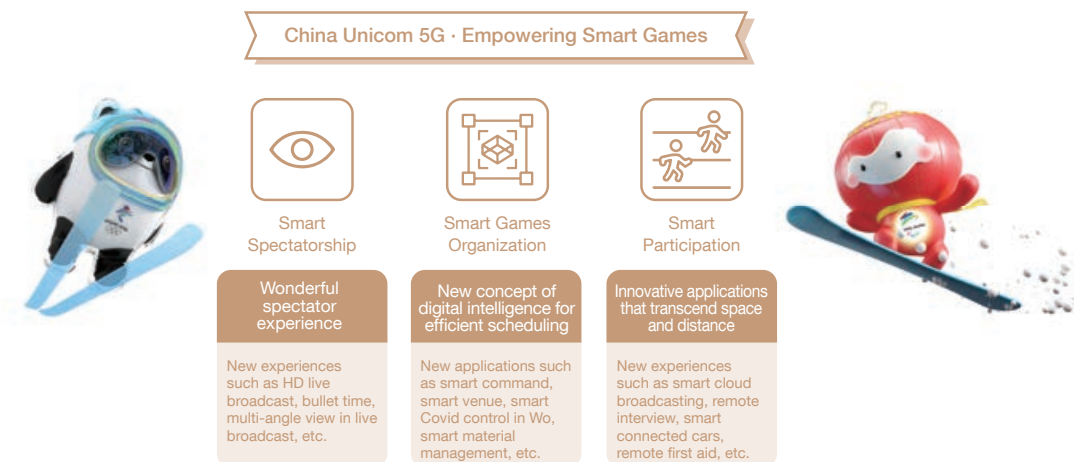 China Unicom 5G · Empowering Smart Games
Smart
Spectatorship
Smart Games
Organization
Smart
Participation
Wonderful
spectator
experience
New concept of
digital intelligence for
efficient scheduling
Innovative applications
that transcend space
and distance
New experiences
such as HD live
broadcast, bullet time,
multi-angle view in live
broadcast, etc.
New applications such
as smart command,
smart venue, smart
Covid control in Wo,
smart material
management, etc.
New experiences
such as smart cloud
broadcasting, remote
interview, smart
connected cars,
remote first aid, etc.